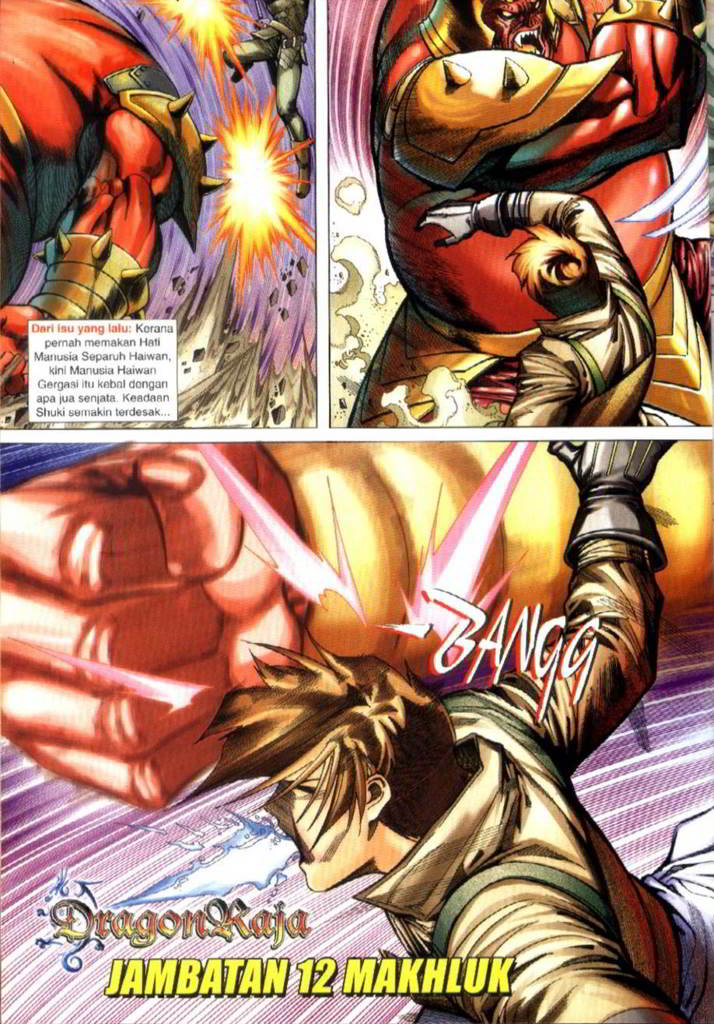 Dari isu yang lalu: Kerana
pernah memakan Hati
Manusia Separuh Haiwan,
kini Manusia Haiwan
Gergasi itu kebal dengan
apa jua senjata. Keadaan
Shuki semakin terdesak...
BANGG
DragonRaja
JAMBATAN 12 MAKHLUK